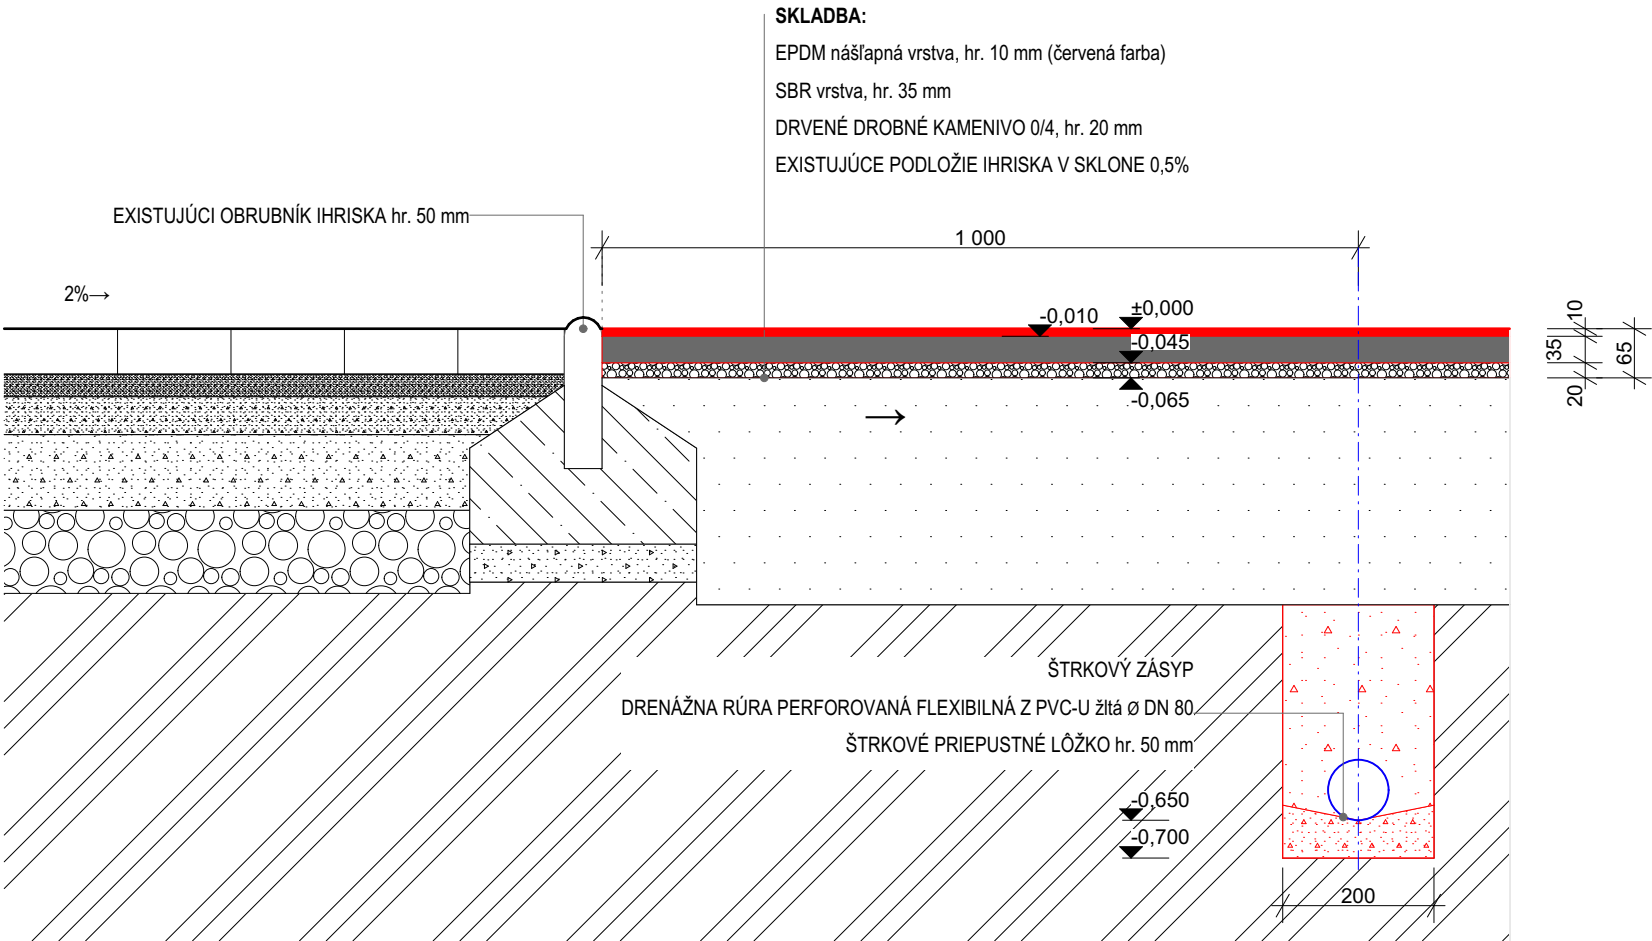 SKLADBA:
EPDM nášľapná vrstva, hr. 10 mm (červená farba)
SBR vrstva, hr. 35 mm
DRVENÉ DROBNÉ KAMENIVO 0/4, hr. 20 mm
EXISTUJÚCE PODLOŽIE IHRISKA V SKLONE 0,5%
EXISTUJÚCI OBRUBNÍK IHRISKA hr. 50 mm
1 000
2%→
-0,010
±0,000
-0,045
-0,065
10
35
65
20
→
ŠTRKOVÝ ZÁSYP
DRENÁŽNA RÚRA PERFOROVANÁ FLEXIBILNÁ Z PVC-U žltá Ø DN 80
ŠTRKOVÉ PRIEPUSTNÉ LÔŽKO hr. 50 mm
-0,650
-0,700
200